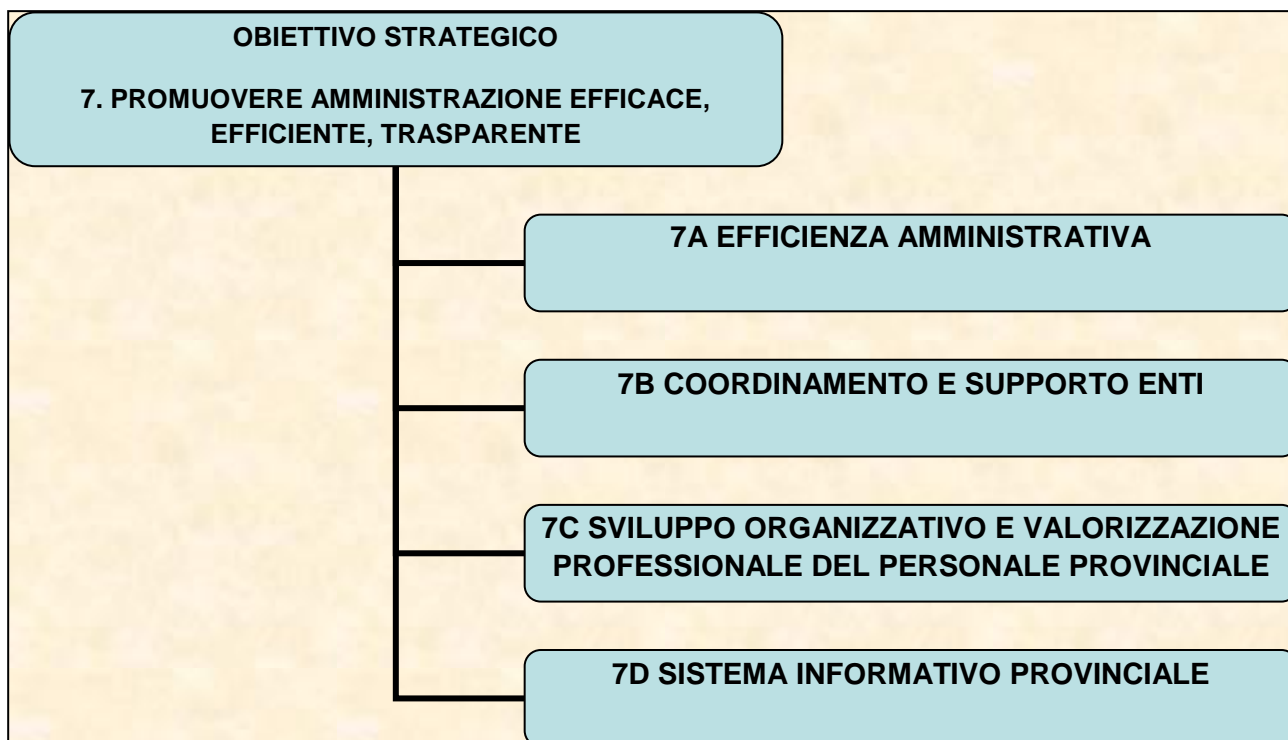 OBIETTIVO STRATEGICO
7. PROMUOVERE AMMINISTRAZIONE EFFICACE,
EFFICIENTE, TRASPARENTE
7A EFFICIENZA AMMINISTRATIVA
7B COORDINAMENTO E SUPPORTO ENTI
7C SVILUPPO ORGANIZZATIVO E VALORIZZAZIONE
PROFESSIONALE DEL PERSONALE PROVINCIALE
7D SISTEMA INFORMATIVO PROVINCIALE